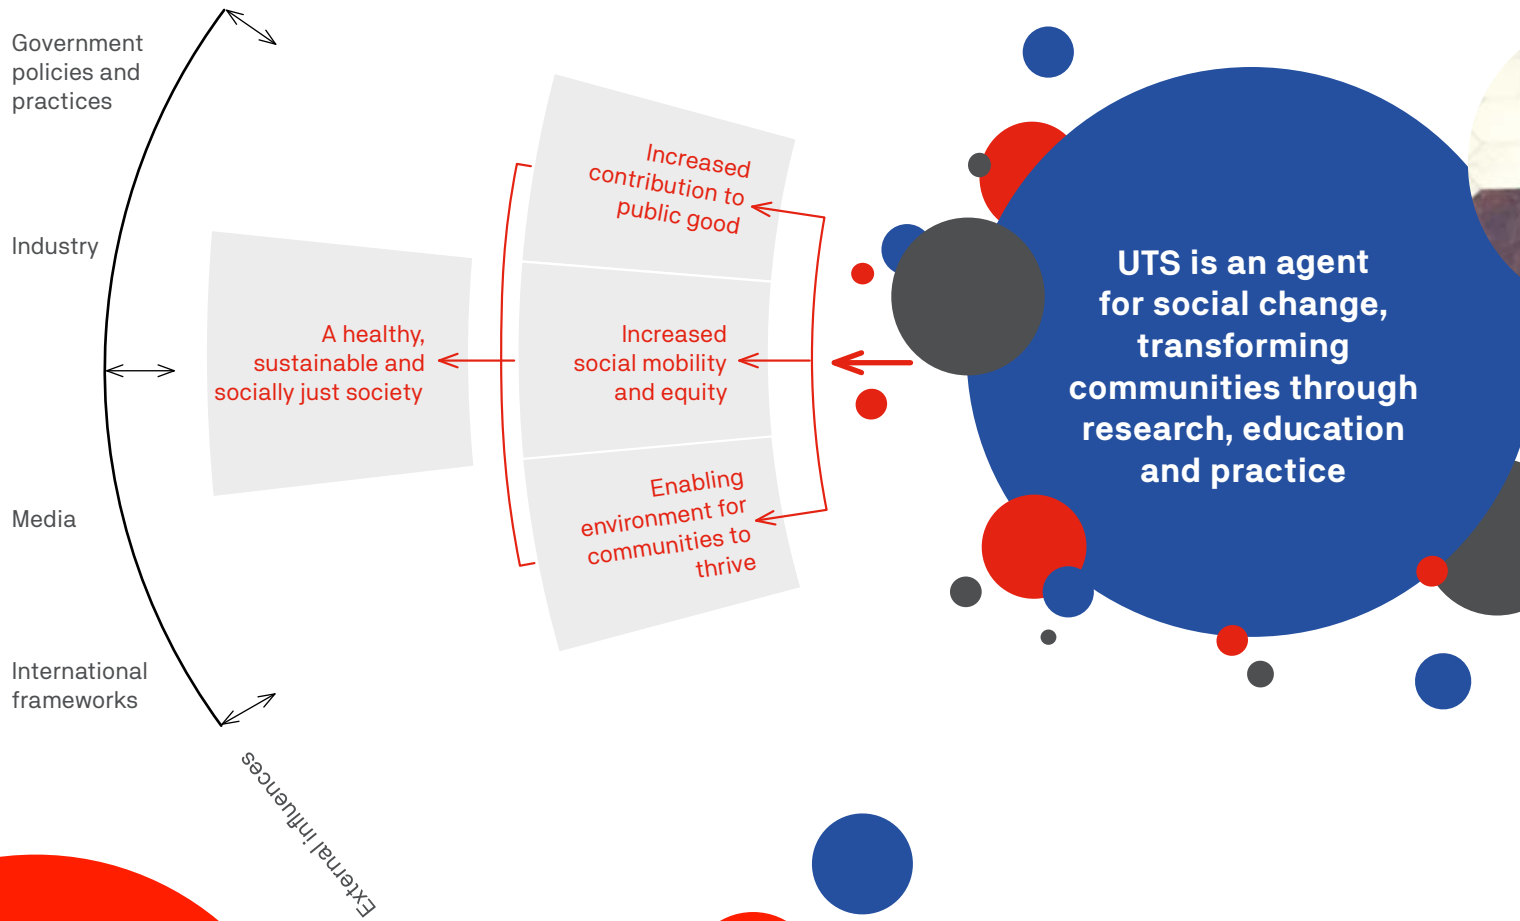 Government
policies and
practices
Industry
Media
International
frameworks
External influences
A healthy,
sustainable and
socially just society
Increased
contribution to
public good
Increased
social mobility
and equity
Enabling
environment for
communities to
thrive
UTS is an agent
for social change,
transforming
communities through
research, education
and practice